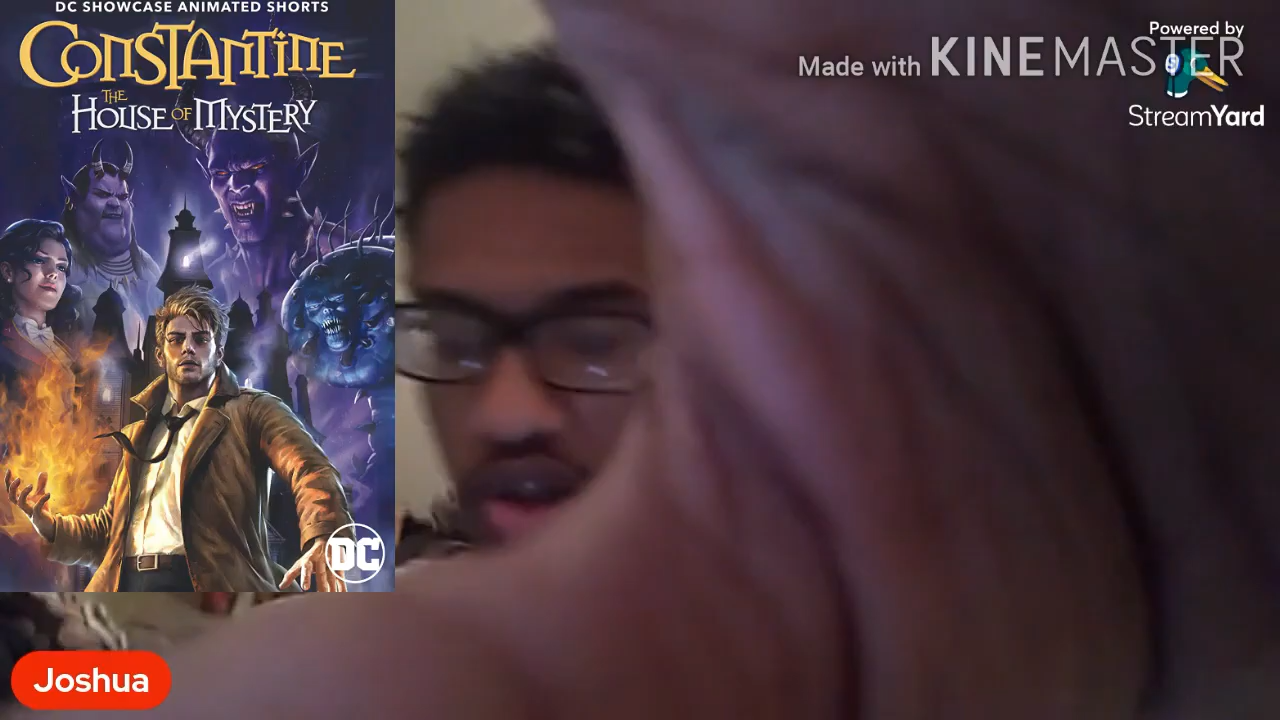 DC SHOWCASE ANIMATED SHORTS
CONSTANTINE
THE
HOUSE OF MYSTERY
DC
Powered by
Made with KINEMASTER
StreamYard
Joshua